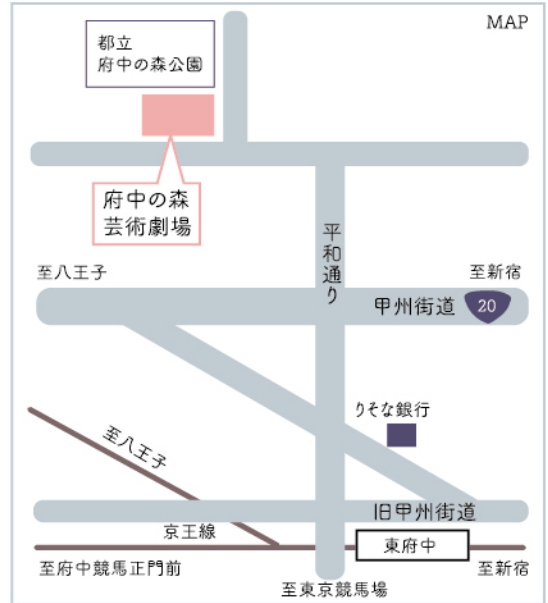 MAP
都立
府中の森公園
府中の森
芸術劇場
平和通り
至八王子
至新宿
甲州街道
20
りそな銀行
至八王子
旧甲州街道
京王線
東府中
至府中競馬正門前
至新宿
至東京競馬場